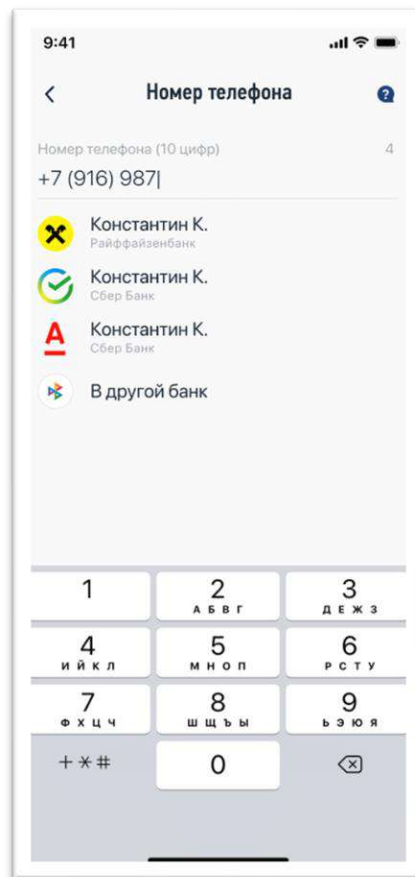 9:41
Номер телефона
?
Номер телефона (10 цифр) 4
+7 (916) 987
Константин К.
Райффайзенбанк
Константин К.
Сбер Банк
A
Константин К.
Сбер Банк
В другой банк
1 2 3
А Б В Г Д Е Ж З
4 5 6
И Й К Л М Н О П Р С Т У
7 8 9
Ф Х Ц Ч Ш Щ Ъ Ы Ь Э Ю Я
+ * # 0